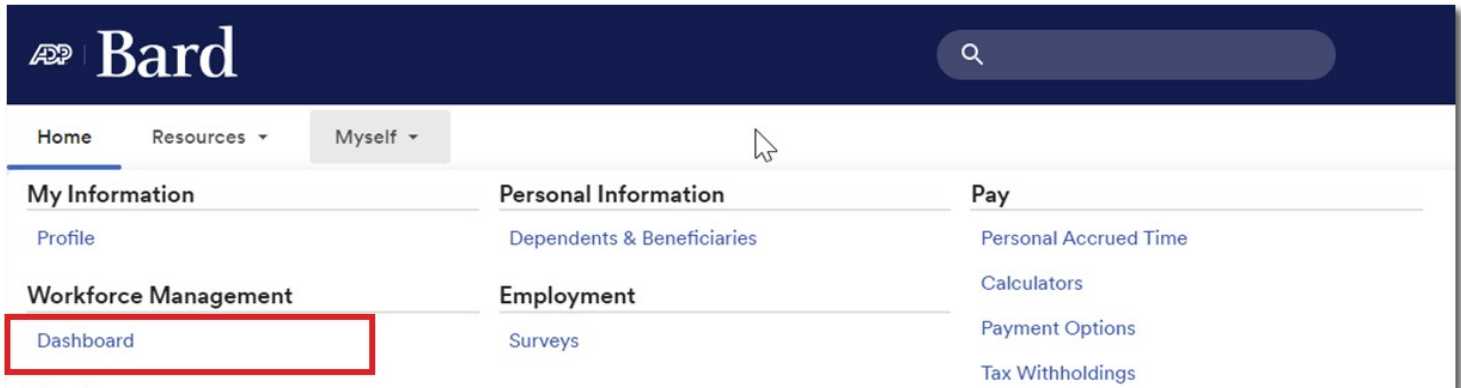 ADP Bard
Home Resources Myself
My Information
Profile
Workforce Management
Dashboard
Personal Information
Dependents & Beneficiaries
Employment
Surveys
Pay
Personal Accrued Time
Calculators
Payment Options
Tax Withholdings